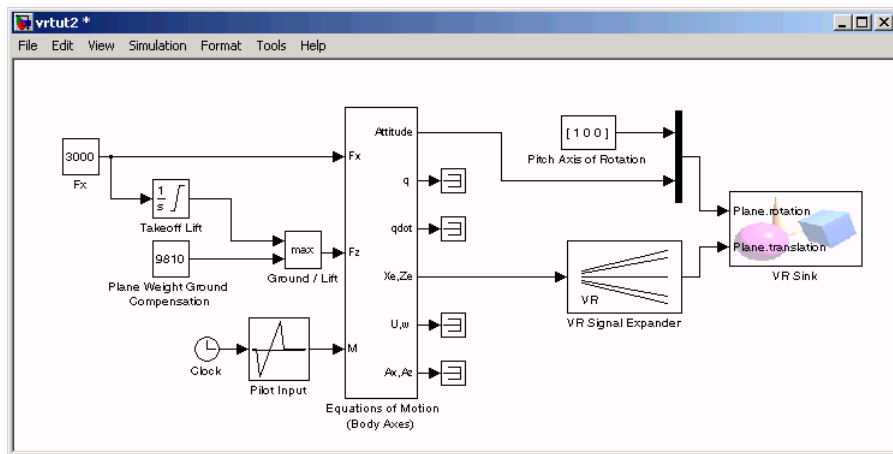 vrtut2 *
File Edit View Simulation Format Tools Help
3000
Fx
1
s
Takeoff Lift
9810
Plane Weight Ground
Compensation
max
Ground / Lift
Clock
Pilot Input
Fx
Fz
M
Attitude
q
qdot
Xe,Ze
U,w
Ax,Az
Equations of Motion
(Body Axes)
[ 1 0 0 ]
Pitch Axis of Rotation
VR
VR Signal Expander
Plane.rotation
Plane.translation
VR Sink